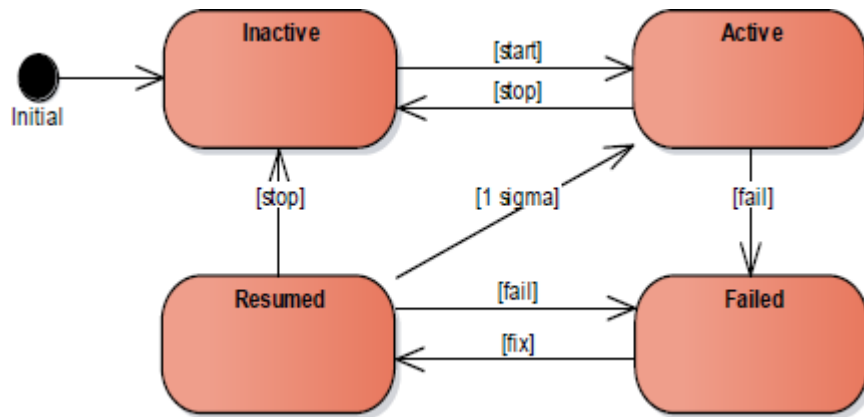 Inactive
[start]
Active
[stop]
Initial
[stop]
[1 sigma]
[fail]
Resumed
[fail]
Failed
[fix]